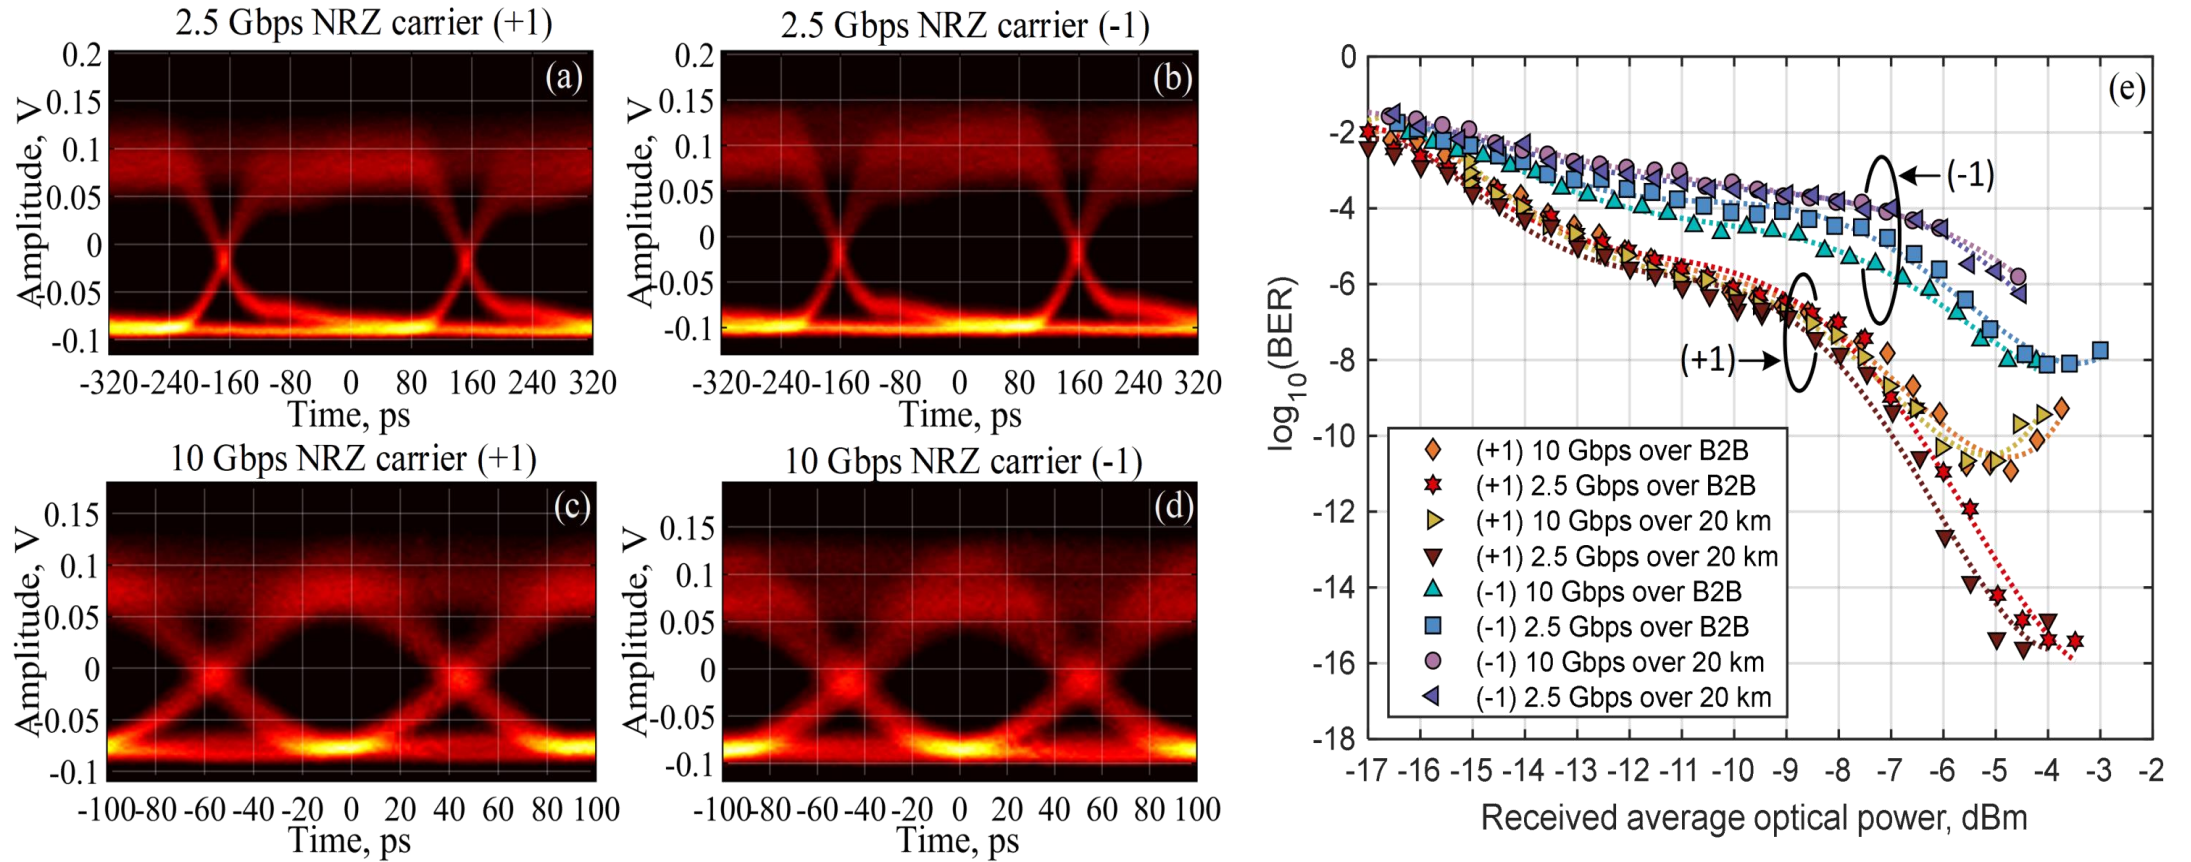 2.5 Gbps NRZ carrier (+1)
(a)
Amplitude, V
0.2
0.15
0.1
0.05
0
-0.05
-0.1
-320 -240 -160 -80 0 80 160 240 320
Time, ps
2.5 Gbps NRZ carrier (-1)
(b)
Amplitude, V
0.2
0.15
0.1
0.05
0
-0.05
-0.1
-320 -240 -160 -80 0 80 160 240 320
Time, ps
10 Gbps NRZ carrier (+1)
(c)
Amplitude, V
0.15
0.1
0.05
0
-0.05
-0.1
-100 -80 -60 -40 -20 0 20 40 60 80 100
Time, ps
10 Gbps NRZ carrier (-1)
(d)
Amplitude, V
0.15
0.1
0.05
0
-0.05
-0.1
-100 -80 -60 -40 -20 0 20 40 60 80 100
Time, ps
(e)
log10(BER)
0
-2
-4
-6
-8
-10
-12
-14
-16
-18
(-1)
(+1)
(+1) 10 Gbps over B2B
(+1) 2.5 Gbps over B2B
(+1) 10 Gbps over 20 km
(+1) 2.5 Gbps over 20 km
(-1) 10 Gbps over B2B
(-1) 2.5 Gbps over B2B
(-1) 10 Gbps over 20 km
(-1) 2.5 Gbps over 20 km
-17 -16 -15 -14 -13 -12 -11 -10 -9 -8 -7 -6 -5 -4 -3 -2
Received average optical power, dBm